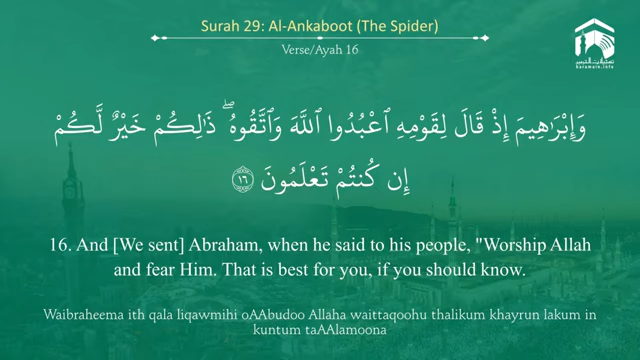 Surah 29: Al-Ankaboot (The Spider)
Verse/Ayah 16
haramain.info
وَإِبْرَٰهِيمَ إِذْ قَالَ لِقَوْمِهِ ٱعْبُدُوا ٱللَّهَ وَٱتَّقُوهُ ۖ ذَٰلِكُمْ خَيْرٌ لَّكُمْ
إِن كُنتُمْ تَعْلَمُونَ ١٦
16. And [We sent] Abraham, when he said to his people, "Worship Allah
and fear Him. That is best for you, if you should know.
Waibraheema ith qala liqawmihi oAAbudoo Allaha waittaqoohu thalikum khayrun lakum in
kuntum taAAlamoona